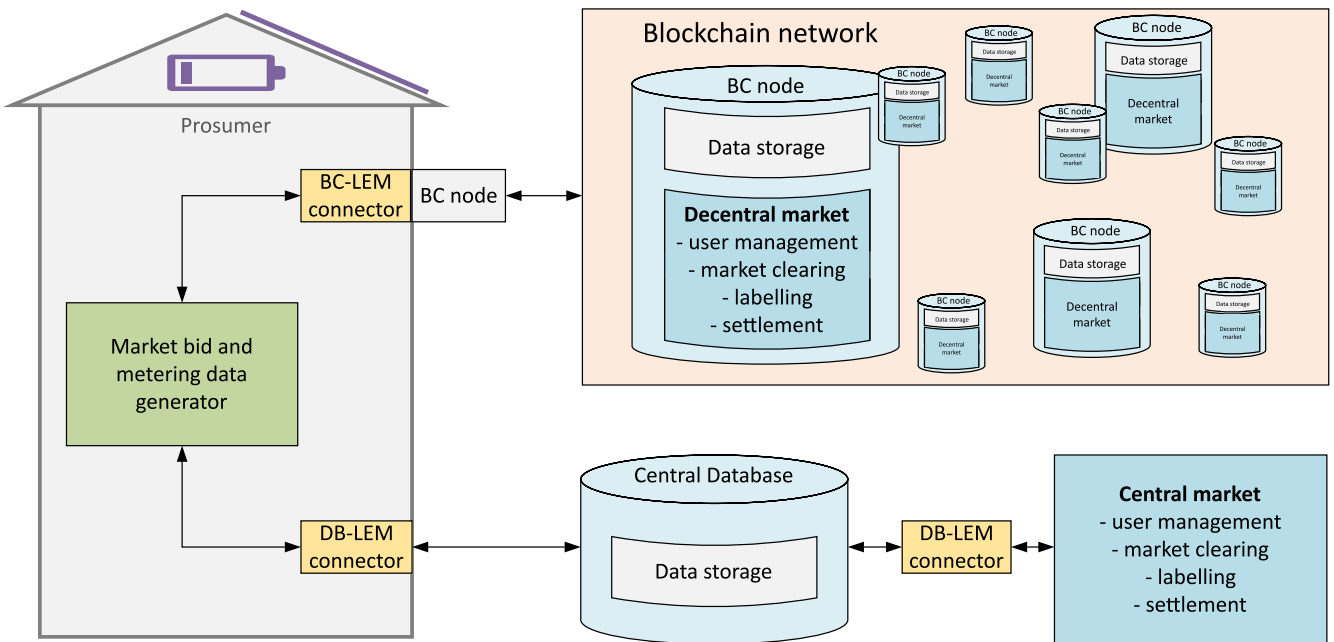 Prosumer
BC-LEM
connector
BC node
Market bid and
metering data
generator
DB-LEM
connector
Blockchain network
BC node
Data storage
Decentral market
- user management
- market clearing
- labelling
- settlement
BC node
Data storage
Decentral
market
BC node
Data storage
Decentral
market
BC node
Data storage
Decentral
market
BC node
Data storage
Decentral
market
BC node
Data storage
Decentral
market
BC node
Data storage
Decentral
market
BC node
Data storage
Decentral
market
BC node
Data storage
Decentral
market
Central Database
Data storage
DB-LEM
connector
Central market
- user management
- market clearing
- labelling
- settlement